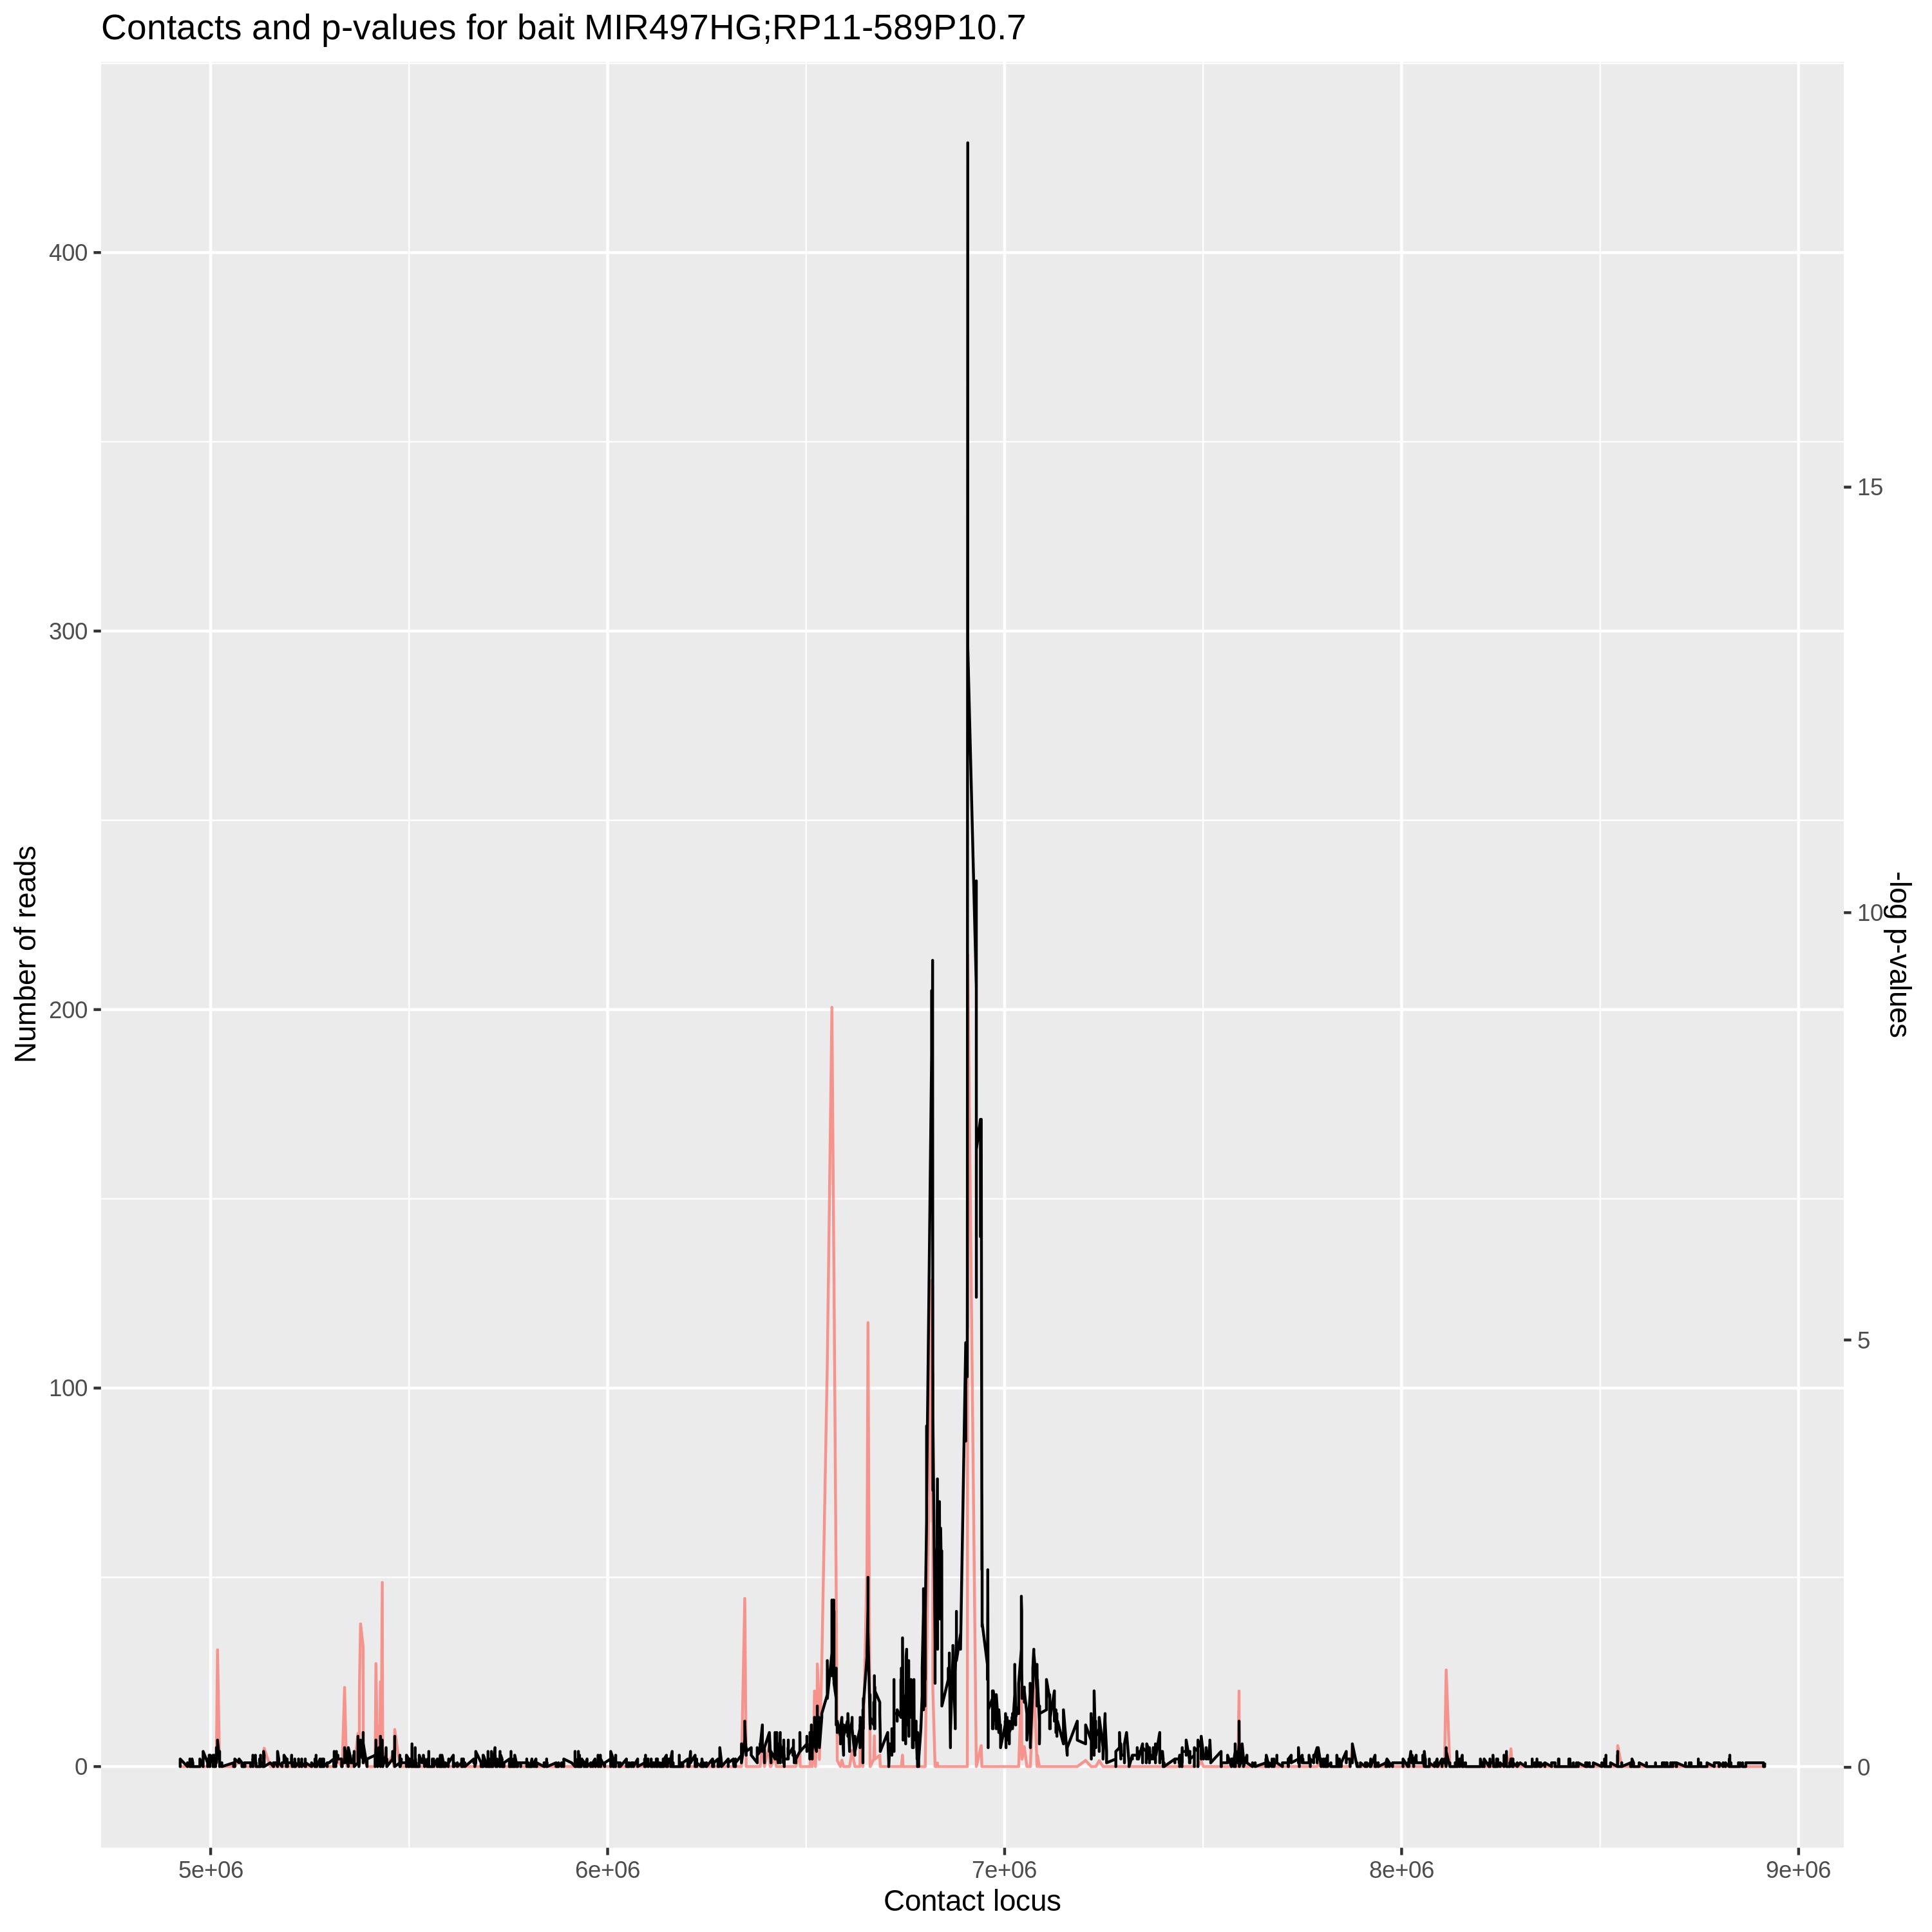 Contacts and p-values for bait MIR497HG;RP11-589P10.7
400
300
200
100
0
Number of reads
15
10
5
0
-log p-values
5e+06
6e+06
7e+06
8e+06
9e+06
Contact locus